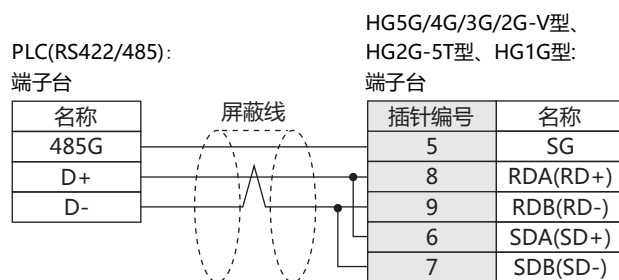 HG5G/4G/3G/2G-V型、
PLC(RS422/485)： HG2G-5T型、HG1G型:
端子台 端子台
名称 屏蔽线 插针编号 名称
485G 5 SG
D+ 8 RDA(RD+)
D- 9 RDB(RD-)
6 SDA(SD+)
7 SDB(SD-)